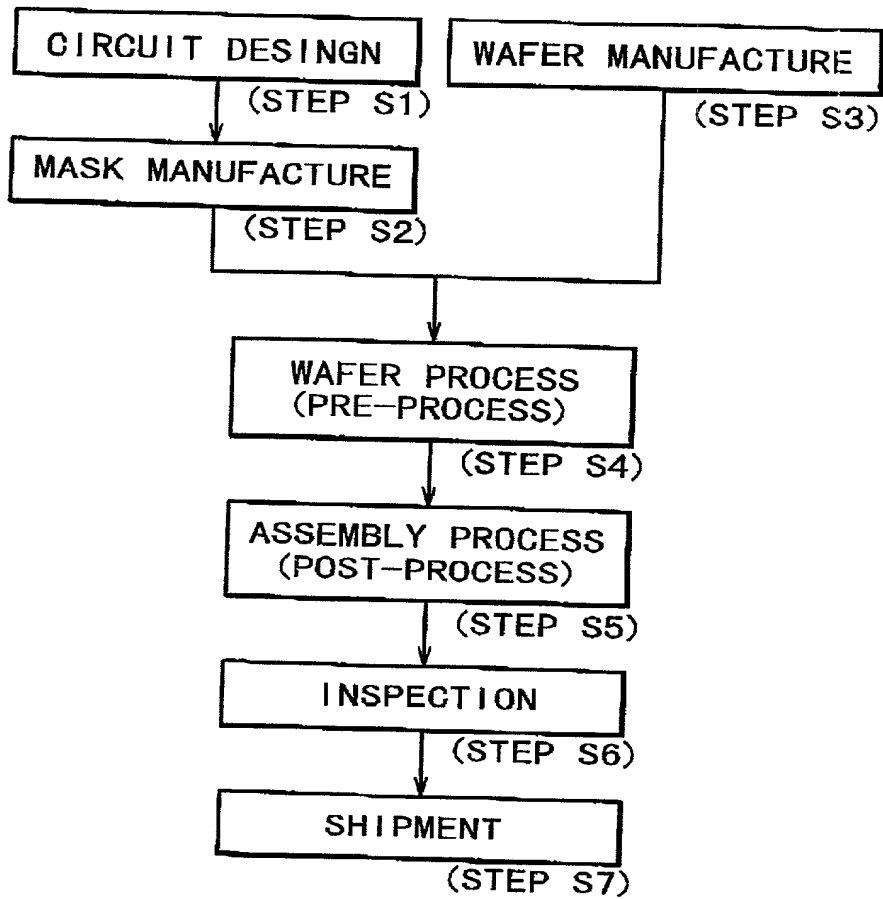 CIRCUIT DESINGN
(STEP S1)
WAFER MANUFACTURE
(STEP S3)
MASK MANUFACTURE
(STEP S2)
WAFER PROCESS
(PRE-PROCESS)
(STEP S4)
ASSEMBLY PROCESS
(POST-PROCESS)
(STEP S5)
INSPECTION
(STEP S6)
SHIPMENT
(STEP S7)